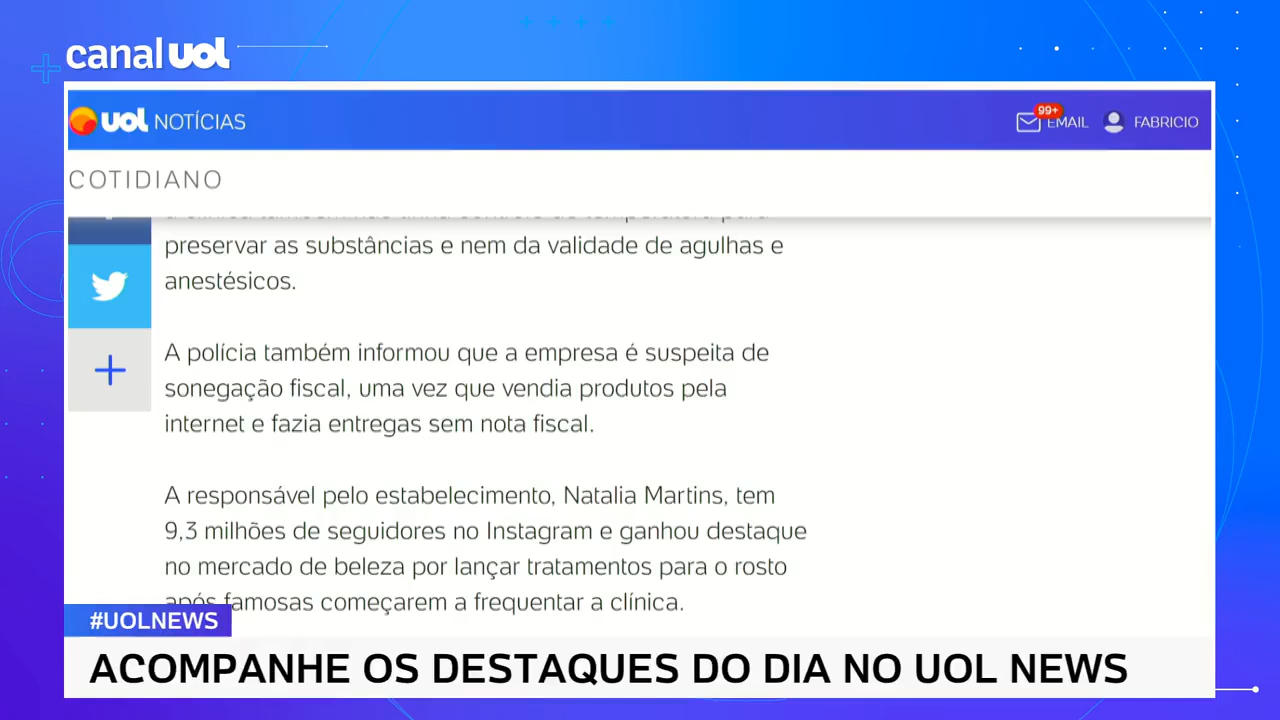 canal uol
uol NOTÍCIAS
99+
EMAIL
FABRICIO
COTIDIANO
preservar as substâncias e nem da validade de agulhas e
anestésicos.
A polícia também informou que a empresa é suspeita de
sonegação fiscal, uma vez que vendia produtos pela
internet e fazia entregas sem nota fiscal.
A responsável pelo estabelecimento, Natalia Martins, tem
9,3 milhões de seguidores no Instagram e ganhou destaque
no mercado de beleza por lançar tratamentos para o rosto
após famosas começarem a frequentar a clínica.
#UOLNEWS
ACOMPANHE OS DESTAQUES DO DIA NO UOL NEWS